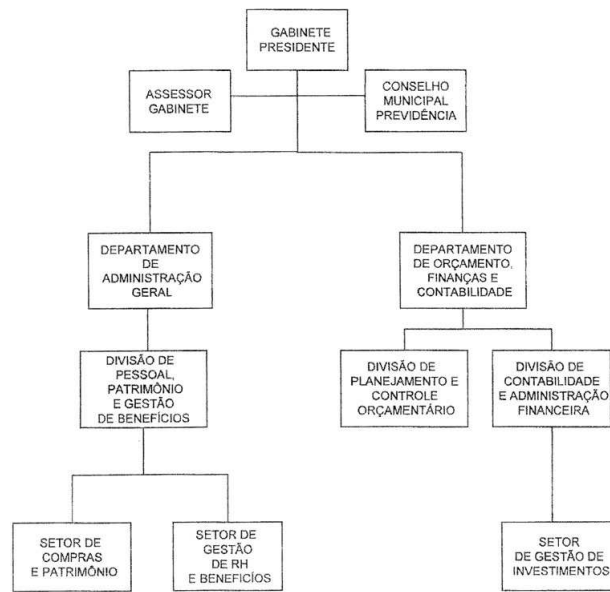 GABINETE
PRESIDENTE
ASSESSOR
GABINETE
CONSELHO
MUNICIPAL
PREVIDÊNCIA
DEPARTAMENTO
DE
ADMINISTRAÇÃO
GERAL
DEPARTAMENTO
DE ORÇAMENTO,
FINANÇAS E
CONTABILIDADE
DIVISÃO DE
PESSOAL,
PATRIMÔNIO
E GESTÃO
DE BENEFÍCIOS
DIVISÃO DE
PLANEJAMENTO E
CONTROLE
ORÇAMENTÁRIO
DIVISÃO DE
CONTABILIDADE
E ADMINISTRAÇÃO
FINANCEIRA
SETOR DE
COMPRAS
E PATRIMÔNIO
SETOR DE
GESTÃO
DE RH
E BENEFICÍOS
SETOR
DE GESTÃO DE
INVESTIMENTOS